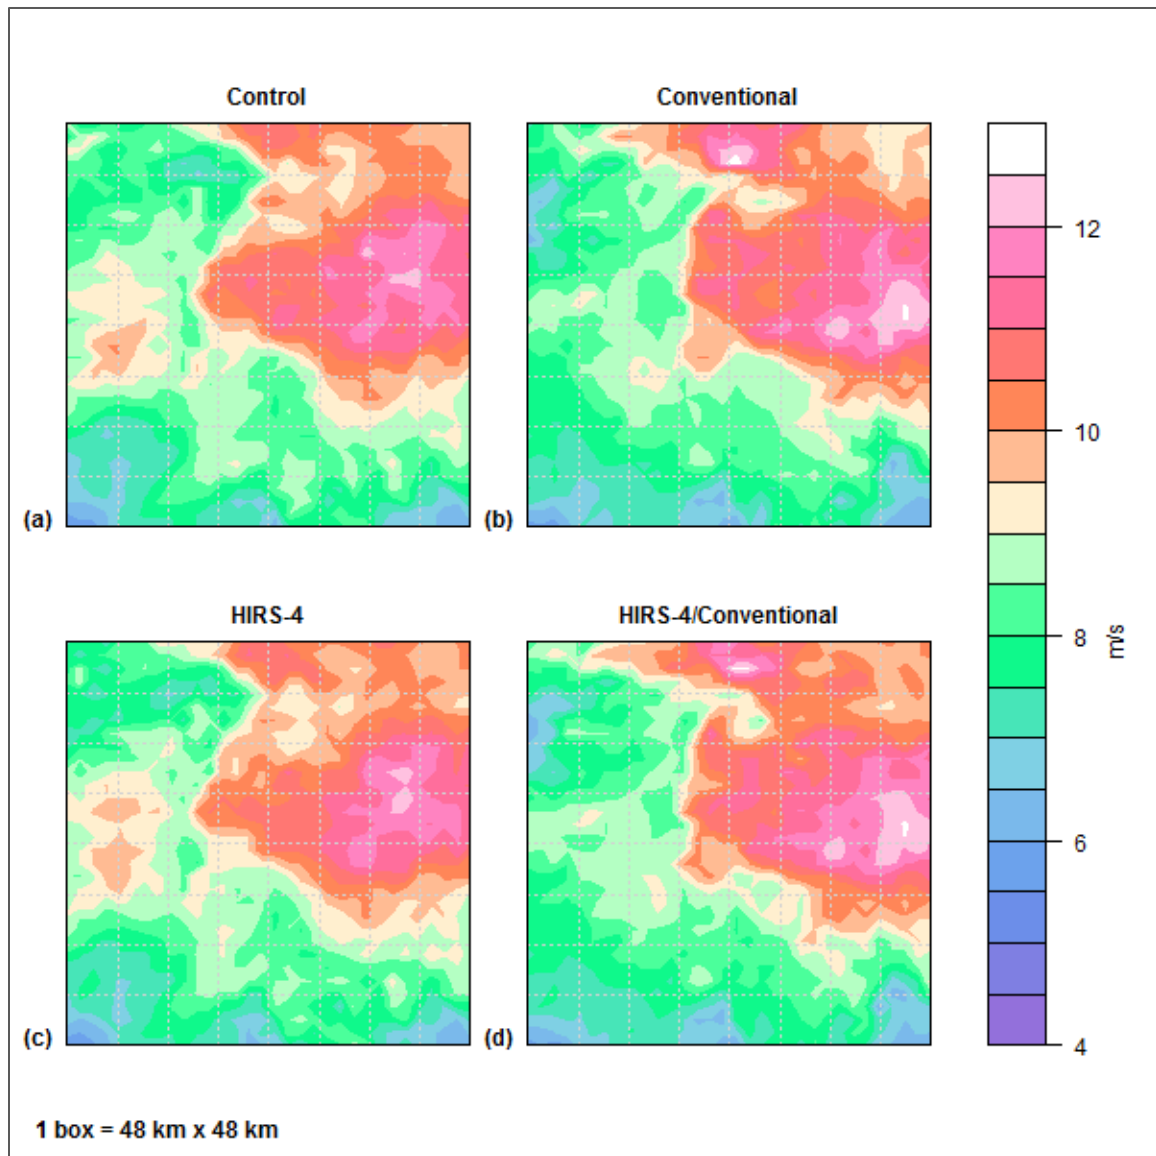 Control
Conventional
(a)
(b)
12
10
8
6
4
m/s
HIRS-4
HIRS-4/Conventional
(c)
(d)
1 box = 48 km x 48 km